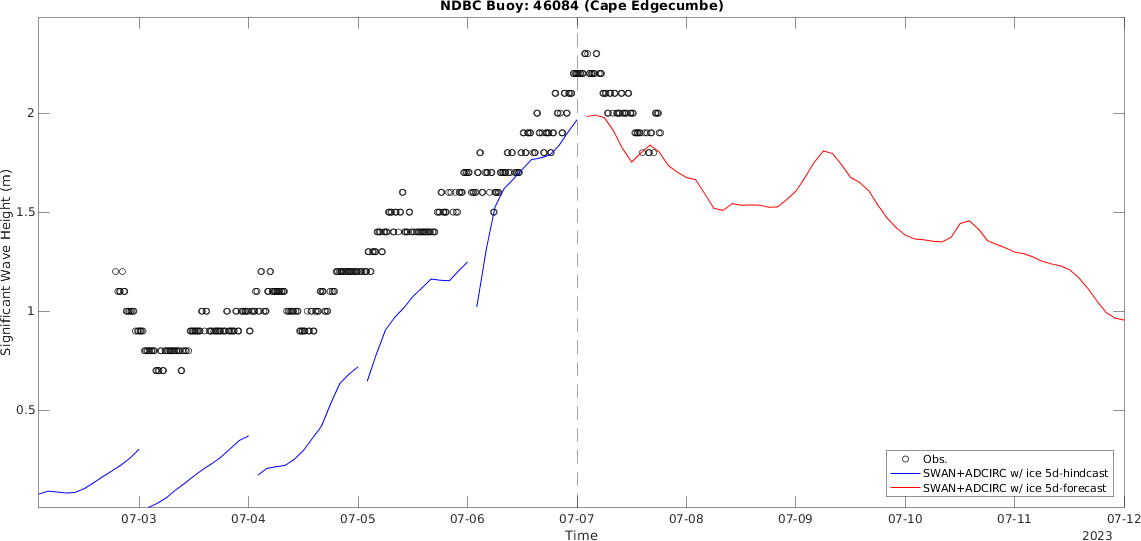 NDBC Buoy: 46084 (Cape Edgecumbe)
Significant Wave Height (m)
2
1.5
1
0.5
Obs.
SWAN+ADCIRC w/ ice 5d-hindcast
SWAN+ADCIRC w/ ice 5d-forecast
07-03 07-04 07-05 07-06 07-07 07-08 07-09 07-10 07-11 07-12
Time
2023